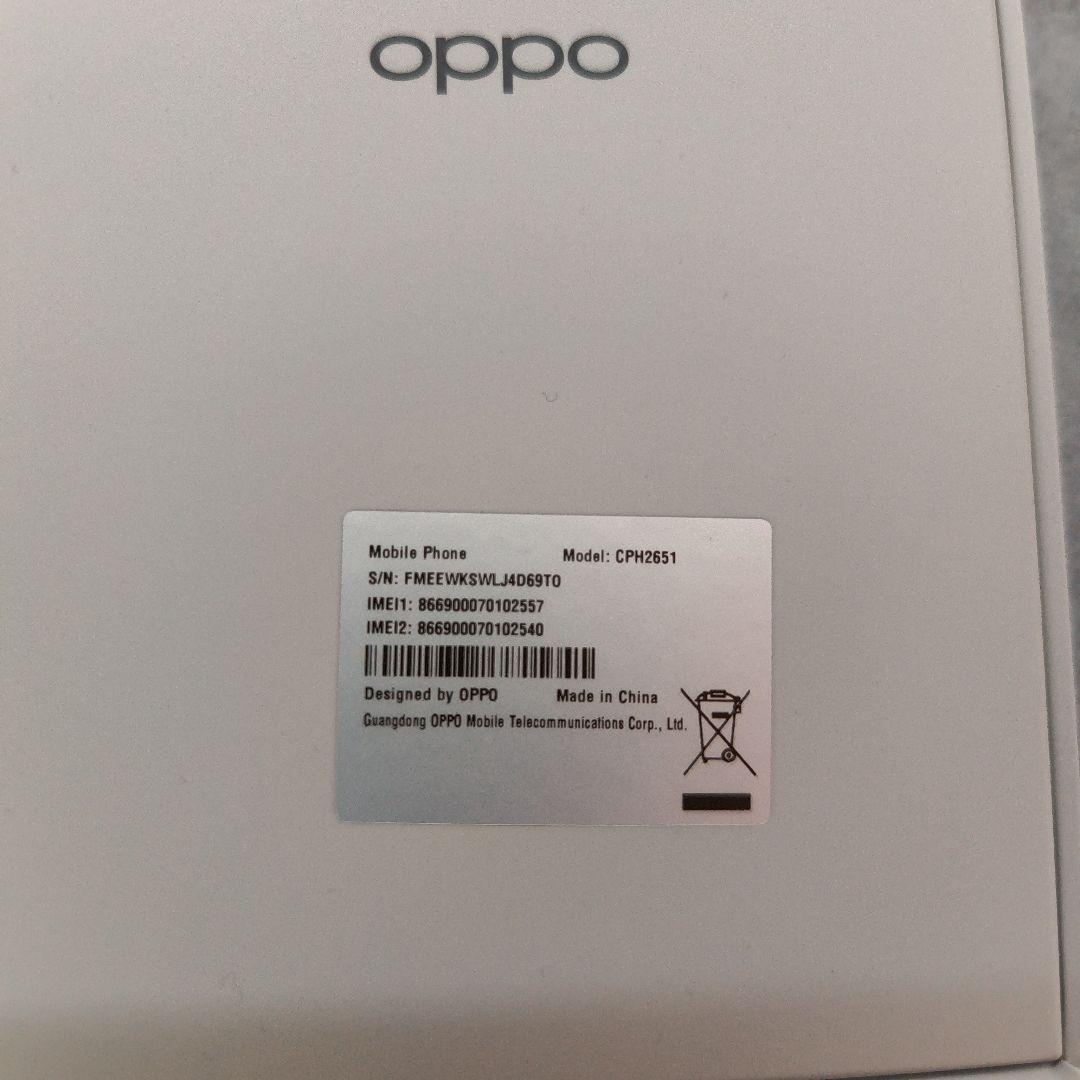 oppo
Mobile Phone Model: CPH2651
S/N: FMEEWKSWLJ4D69TO
IMEI1: 866900070102557
IMEI2: 866900070102540
Designed by OPPO Made in China
Guangdong OPPO Mobile Telecommunications Corp., Ltd.